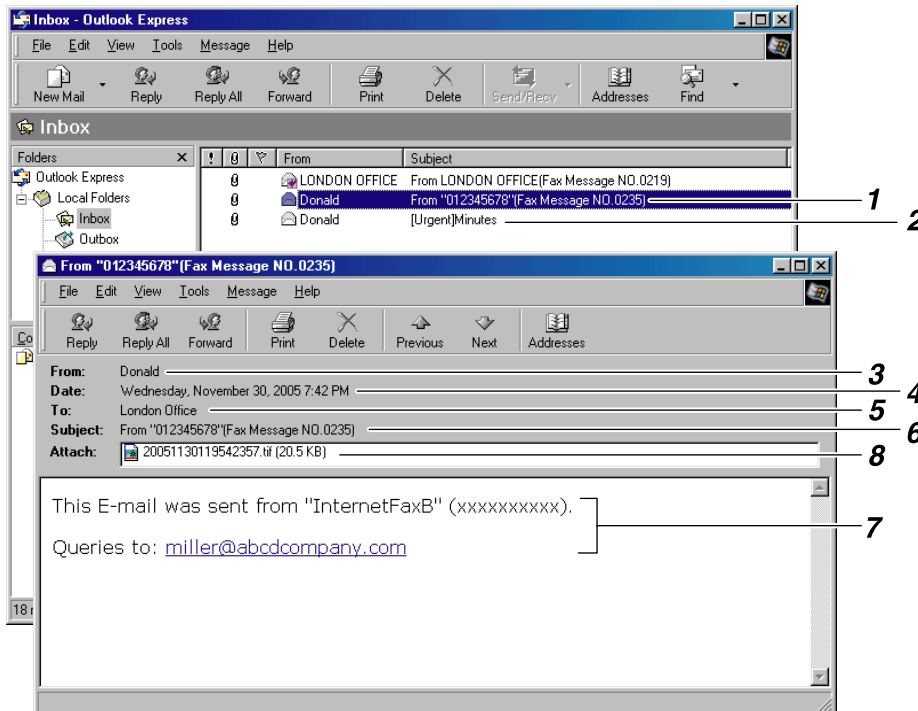 Inbox - Outlook Express
File Edit View Tools Message Help
New Mail Reply Reply All Forward Print Delete Send/Recv Addresses Find
Inbox
Folders × ! From Subject
Outlook Express LONDON OFFICE From LONDON OFFICE(Fax Message NO.0219)
Local Folders Donald From "012345678"(Fax Message NO.0235) 1
Inbox Donald [Urgent]Minutes 2
Outbox
From "012345678"(Fax Message NO.0235)
File Edit View Tools Message Help
Co Reply Reply All Forward Print Delete Previous Next Addresses
From: Donald 3
Date: Wednesday, November 30, 2005 7:42 PM 4
To: London Office 5
Subject: From "012345678"(Fax Message NO.0235) 6
Attach: 20051130119542357.tif (20.5 KB) 8
This E-mail was sent from "InternetFaxB" (xxxxxxxxxx).
7
Queries to: miller@abcdcompany.com
18